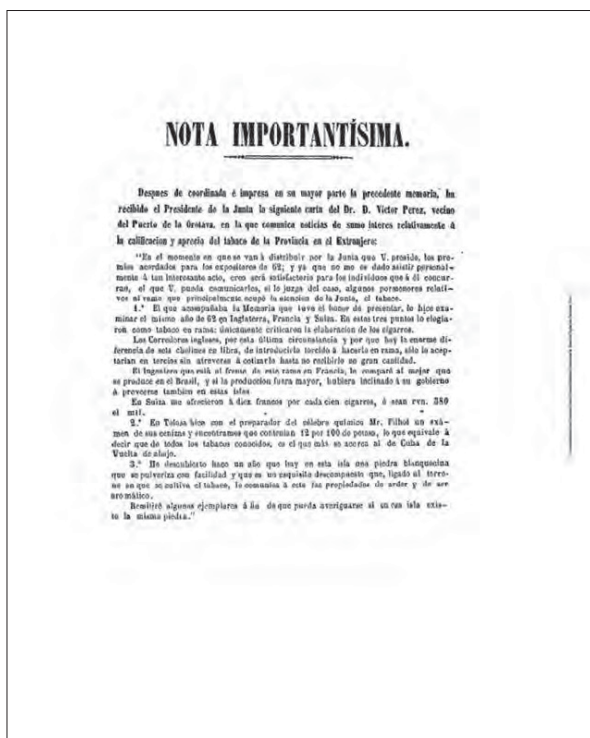 NOTA IMPORTANTÍSIMA.
Despues de coordinada é impresa en su mayor parte la precedente memoria, ha
recibido el Presidente de la Junta la siguiente carta del Dr. D. Victor Perez, vecino
del Puerto de la Orotava, en la que comunica noticias de sumo interes relativamente á
la calificacion y aprecio del tabaco de la Provincia en el Extranjero:
"En el momento en que se van á distribuir por la Junta que V. preside, los pre-
mios acordados para los expositores de 62; y ya que no me es dado asistir personal-
mente á tan interesante acto, creo será satisfactorio para los individuos que á él concur-
ran, el que V. pueda comunicarles, si lo juzga del caso, algunos pormenores relati-
vos al ramo que principalmente ocupó la atencion de la Junta, el tabaco.
1.° El que acompañaba la Memoria que tuve el honor de presentar, lo hice exa-
minar el mismo año de 62 en Inglaterra, Francia y Suiza. En estos tres puntos lo elogia-
ron como tabaco en rama: únicamente criticaron la elaboracion de los cigarros.
Los Corredores ingleses, por esta última circunstancia y por que hay la enorme di-
ferencia de seis chelines en libra, de introducirlo torcido á hacerlo en rama, sólo lo acep-
tarian en tercios sin atreverse á cotizarlo hasta no recibirlo en gran cantidad.
El Ingeniero que está al frente de este ramo en Francia, lo comparó al mejor que
se produce en el Brasil, y si la produccion fuera mayor, hubiera inclinado á su gobierno
á proveerse tambien en estas islas
En Suiza me ofrecieron á diez francos por cada cien cigarros, ó sean rvn. 380
el mil.
2.° En Tolosa hice con el preparador del célebre químico Mr. Filhol un exá-
men de sus cenizas y encontramos que contenian 12 por 100 de potasa, lo que equivale á
decir que de todos los tabacos conocidos, es el que más se acerca al de Cuba de la
Vuelta de abajo.
3.° He descubierto hace un año que hay en esta isla una piedra blanquecina
que se pulveriza con facilidad y que es un esquisito descompuesto que, ligado al terre-
no en que se cultiva el tabaco, le comunica á este las propiedades de arder y de ser
aromático.
Remitiré algunos ejemplares á fin de que pueda averiguarse si en esa isla exis-
te la misma piedra."